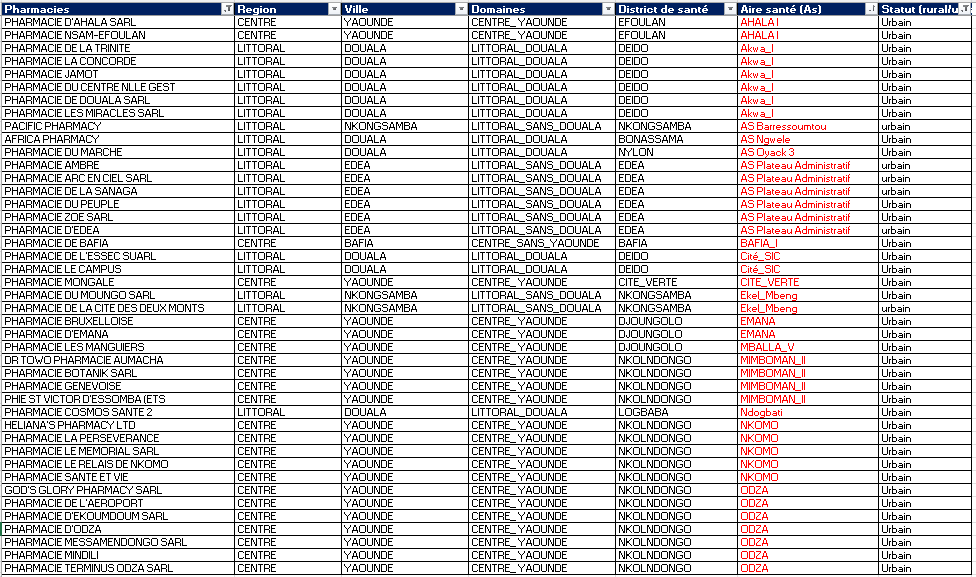 Pharmacies Region Ville Domaines District de santé Aire santé (As) Statut (rural/u
PHARMACIE D'AHALA SARL CENTRE YAOUNDE CENTRE_YAOUNDE EFOULAN AHALA I Urbain
PHARMACIE NSAM-EFOULAN CENTRE YAOUNDE CENTRE_YAOUNDE EFOULAN AHALA I Urbain
PHARMACIE DE LA TRINITE LITTORAL DOUALA LITTORAL_DOUALA DEIDO Akwa_I Urbain
PHARMACIE LA CONCORDE LITTORAL DOUALA LITTORAL_DOUALA DEIDO Akwa_I Urbain
PHARMACIE JAMOT LITTORAL DOUALA LITTORAL_DOUALA DEIDO Akwa_I Urbain
PHARMACIE DU CENTRE NLLE GEST LITTORAL DOUALA LITTORAL_DOUALA DEIDO Akwa_I Urbain
PHARMACIE DE DOUALA SARL LITTORAL DOUALA LITTORAL_DOUALA DEIDO Akwa_I Urbain
PHARMACIE LES MIRACLES SARL LITTORAL DOUALA LITTORAL_DOUALA DEIDO Akwa_I Urbain
PACIFIC PHARMACY LITTORAL NKONGSAMBA LITTORAL_SANS_DOUALA NKONGSAMBA AS Barressoumtou urbain
AFRICA PHARMACY LITTORAL DOUALA LITTORAL_DOUALA BONASSAMA AS Ngwele Urbain
PHARMACIE DU MARCHE LITTORAL DOUALA LITTORAL_DOUALA NYLON AS Oyack 3 Urbain
PHARMACIE AMBRE LITTORAL EDEA LITTORAL_SANS_DOUALA EDEA AS Plateau Administratif urbain
PHARMACIE ARC EN CIEL SARL LITTORAL EDEA LITTORAL_SANS_DOUALA EDEA AS Plateau Administratif urbain
PHARMACIE DE LA SANAGA LITTORAL EDEA LITTORAL_SANS_DOUALA EDEA AS Plateau Administratif urbain
PHARMACIE DU PEUPLE LITTORAL EDEA LITTORAL_SANS_DOUALA EDEA AS Plateau Administratif urbain
PHARMACIE ZOE SARL LITTORAL EDEA LITTORAL_SANS_DOUALA EDEA AS Plateau Administratif urbain
PHARMACIE D'EDEA LITTORAL EDEA LITTORAL_SANS_DOUALA EDEA AS Plateau Administratif urbain
PHARMACIE DE BAFIA CENTRE BAFIA CENTRE_SANS_YAOUNDE BAFIA BAFIA_I Urbain
PHARMACIE DE L'ESSEC SUARL LITTORAL DOUALA LITTORAL_DOUALA DEIDO Cité_SIC Urbain
PHARMACIE LE CAMPUS LITTORAL DOUALA LITTORAL_DOUALA DEIDO Cité_SIC Urbain
PHARMACIE MONGALE CENTRE YAOUNDE CENTRE_YAOUNDE CITE_VERTE CITE_VERTE Urbain
PHARMACIE DU MOUNGO SARL LITTORAL NKONGSAMBA LITTORAL_SANS_DOUALA NKONGSAMBA Ekel_Mbeng Urbain
PHARMACIE DE LA CITE DES DEUX MONTS LITTORAL NKONGSAMBA LITTORAL_SANS_DOUALA NKONGSAMBA Ekel_Mbeng urbain
PHARMACIE BRUXELLOISE CENTRE YAOUNDE CENTRE_YAOUNDE DJOUNGOLO EMANA Urbain
PHARMACIE D'EMANA CENTRE YAOUNDE CENTRE_YAOUNDE DJOUNGOLO EMANA Urbain
PHARMACIE LES MANGUIERS CENTRE YAOUNDE CENTRE_YAOUNDE DJOUNGOLO MBALLA_V Urbain
DR TOWO PHARMACIE AUMACHA CENTRE YAOUNDE CENTRE_YAOUNDE NKOLNDONGO MIMBOMAN_II Urbain
PHARMACIE BOTANIK SARL CENTRE YAOUNDE CENTRE_YAOUNDE NKOLNDONGO MIMBOMAN_II Urbain
PHARMACIE GENEVOISE CENTRE YAOUNDE CENTRE_YAOUNDE NKOLNDONGO MIMBOMAN_II Urbain
PHIE ST VICTOR D'ESSOMBA (ETS CENTRE YAOUNDE CENTRE_YAOUNDE NKOLNDONGO MIMBOMAN_II Urbain
PHARMACIE COSMOS SANTE 2 LITTORAL DOUALA LITTORAL_DOUALA LOGBABA Ndogbati Urbain
HELIANA'S PHARMACY LTD CENTRE YAOUNDE CENTRE_YAOUNDE NKOLNDONGO NKOMO Urbain
PHARMACIE LA PERSEVERANCE CENTRE YAOUNDE CENTRE_YAOUNDE NKOLNDONGO NKOMO Urbain
PHARMACIE LE MEMORIAL SARL CENTRE YAOUNDE CENTRE_YAOUNDE NKOLNDONGO NKOMO Urbain
PHARMACIE LE RELAIS DE NKOMO CENTRE YAOUNDE CENTRE_YAOUNDE NKOLNDONGO NKOMO Urbain
PHARMACIE SANTE ET VIE CENTRE YAOUNDE CENTRE_YAOUNDE NKOLNDONGO NKOMO Urbain
GOD'S GLORY PHARMACY SARL CENTRE YAOUNDE CENTRE_YAOUNDE NKOLNDONGO ODZA Urbain
PHARMACIE DE L'AEROPORT CENTRE YAOUNDE CENTRE_YAOUNDE NKOLNDONGO ODZA Urbain
PHARMACIE D'EKOUMDOUM SARL CENTRE YAOUNDE CENTRE_YAOUNDE NKOLNDONGO ODZA Urbain
PHARMACIE D'ODZA CENTRE YAOUNDE CENTRE_YAOUNDE NKOLNDONGO ODZA Urbain
PHARMACIE MESSAMENDONGO SARL CENTRE YAOUNDE CENTRE_YAOUNDE NKOLNDONGO ODZA Urbain
PHARMACIE MINDILI CENTRE YAOUNDE CENTRE_YAOUNDE NKOLNDONGO ODZA Urbain
PHARMACIE TERMINUS ODZA SARL CENTRE YAOUNDE CENTRE_YAOUNDE NKOLNDONGO ODZA Urbain